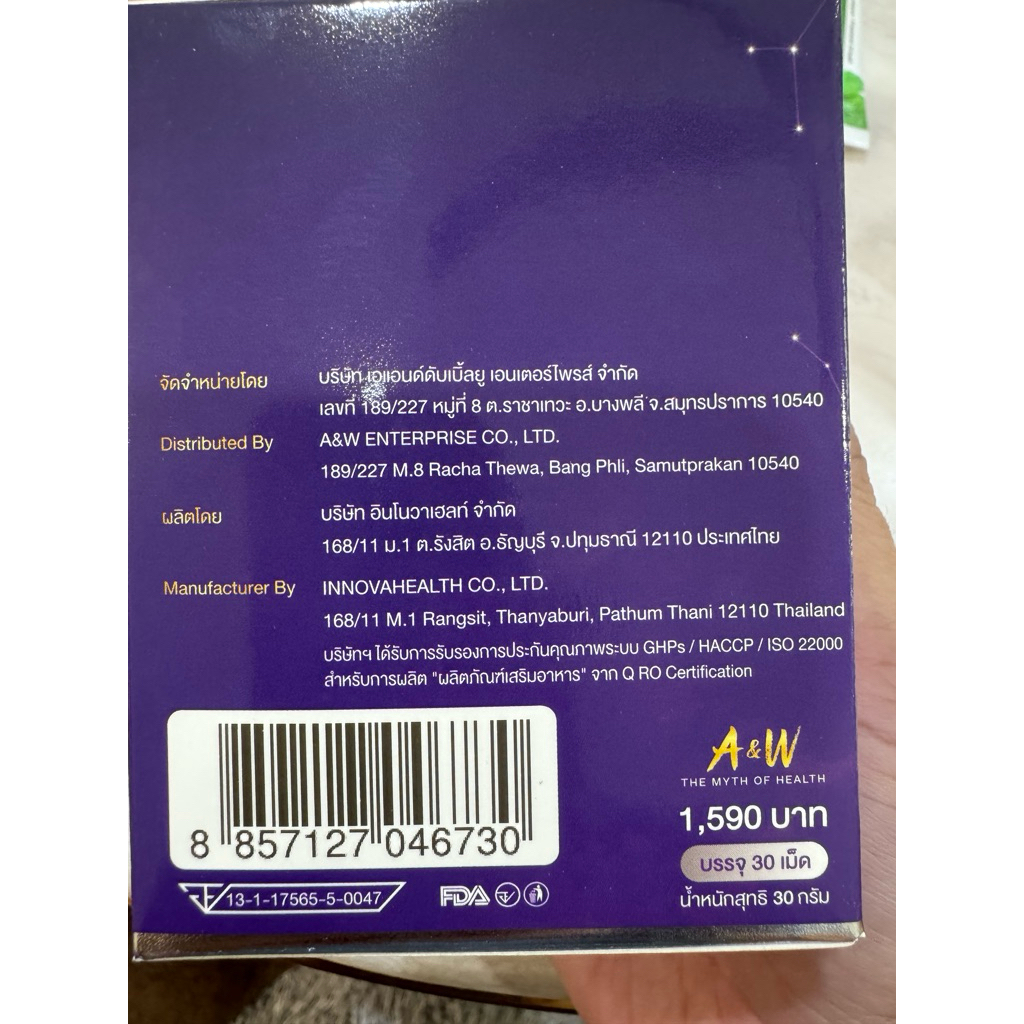 จัดจำหน่ายโดย บริษัท เอแอนด์ดับเบิ้ลยู เอนเตอร์ไพรส์ จำกัด
เลขที่ 189/227 หมู่ที่ 8 ต.ราชาเทวะ อ.บางพลี จ.สมุทรปราการ 10540
Distributed By A&W ENTERPRISE CO., LTD.
189/227 M.8 Racha Thewa, Bang Phli, Samutprakan 10540
ผลิตโดย บริษัท อินโนวาเฮลท์ จำกัด
168/11 ม.1 ต.รังสิต อ.ธัญบุรี จ.ปทุมธานี 12110 ประเทศไทย
Manufacturer By INNOVAHEALTH CO., LTD.
168/11 M.1 Rangsit, Thanyaburi, Pathum Thani 12110 Thailand
บริษัทฯ ได้รับการรับรองการประกันคุณภาพระบบ GHPs / HACCP / ISO 22000
สำหรับการผลิต "ผลิตภัณฑ์เสริมอาหาร" จาก Q RO Certification
8 857127 046730
13-1-17565-5-0047
FDA
A&W
THE MYTH OF HEALTH
1,590 บาท
บรรจุ 30 เม็ด
น้ำหนักสุทธิ 30 กรัม